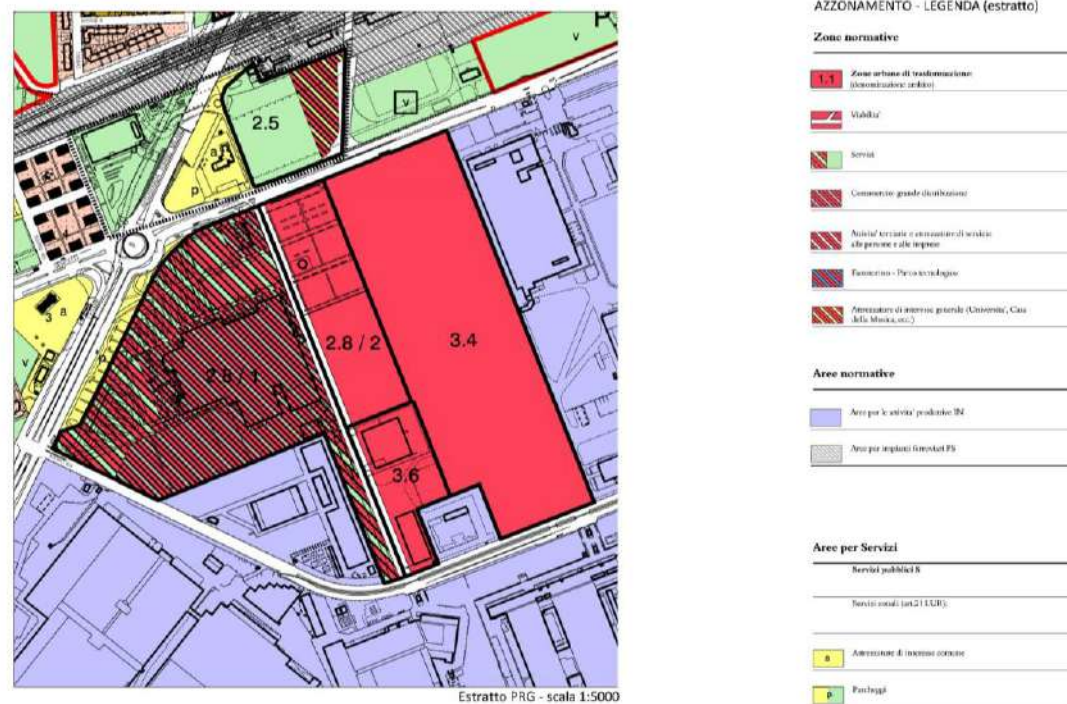 AZZONAMENTO - LEGENDA (estratto)
Zone normative
1.1
Zone urbane di trasformazione:
(denominazione ambito)
Viabilita'
Servizi
Commercio grande distribuzione
Attivita' terziarie e attrezzature di servizio
alle persone e alle imprese
Parco tecnologico
Attrezzature di interesse generale (Universita', Casa
della Musica, ecc.)
Aree normative
Aree per le attivita' produttive IN
Aree per impianti ferroviari FS
Aree per Servizi
Servizi pubblici S
Servizi zonali (art.21 LUR):
a
Attrezzature di interesse comune
p
Parcheggi
P
v
v
2.5
a
p
3 a
v
p
2.8 / 1
2.8 / 2
3.4
3.6
Estratto PRG - scala 1:5000